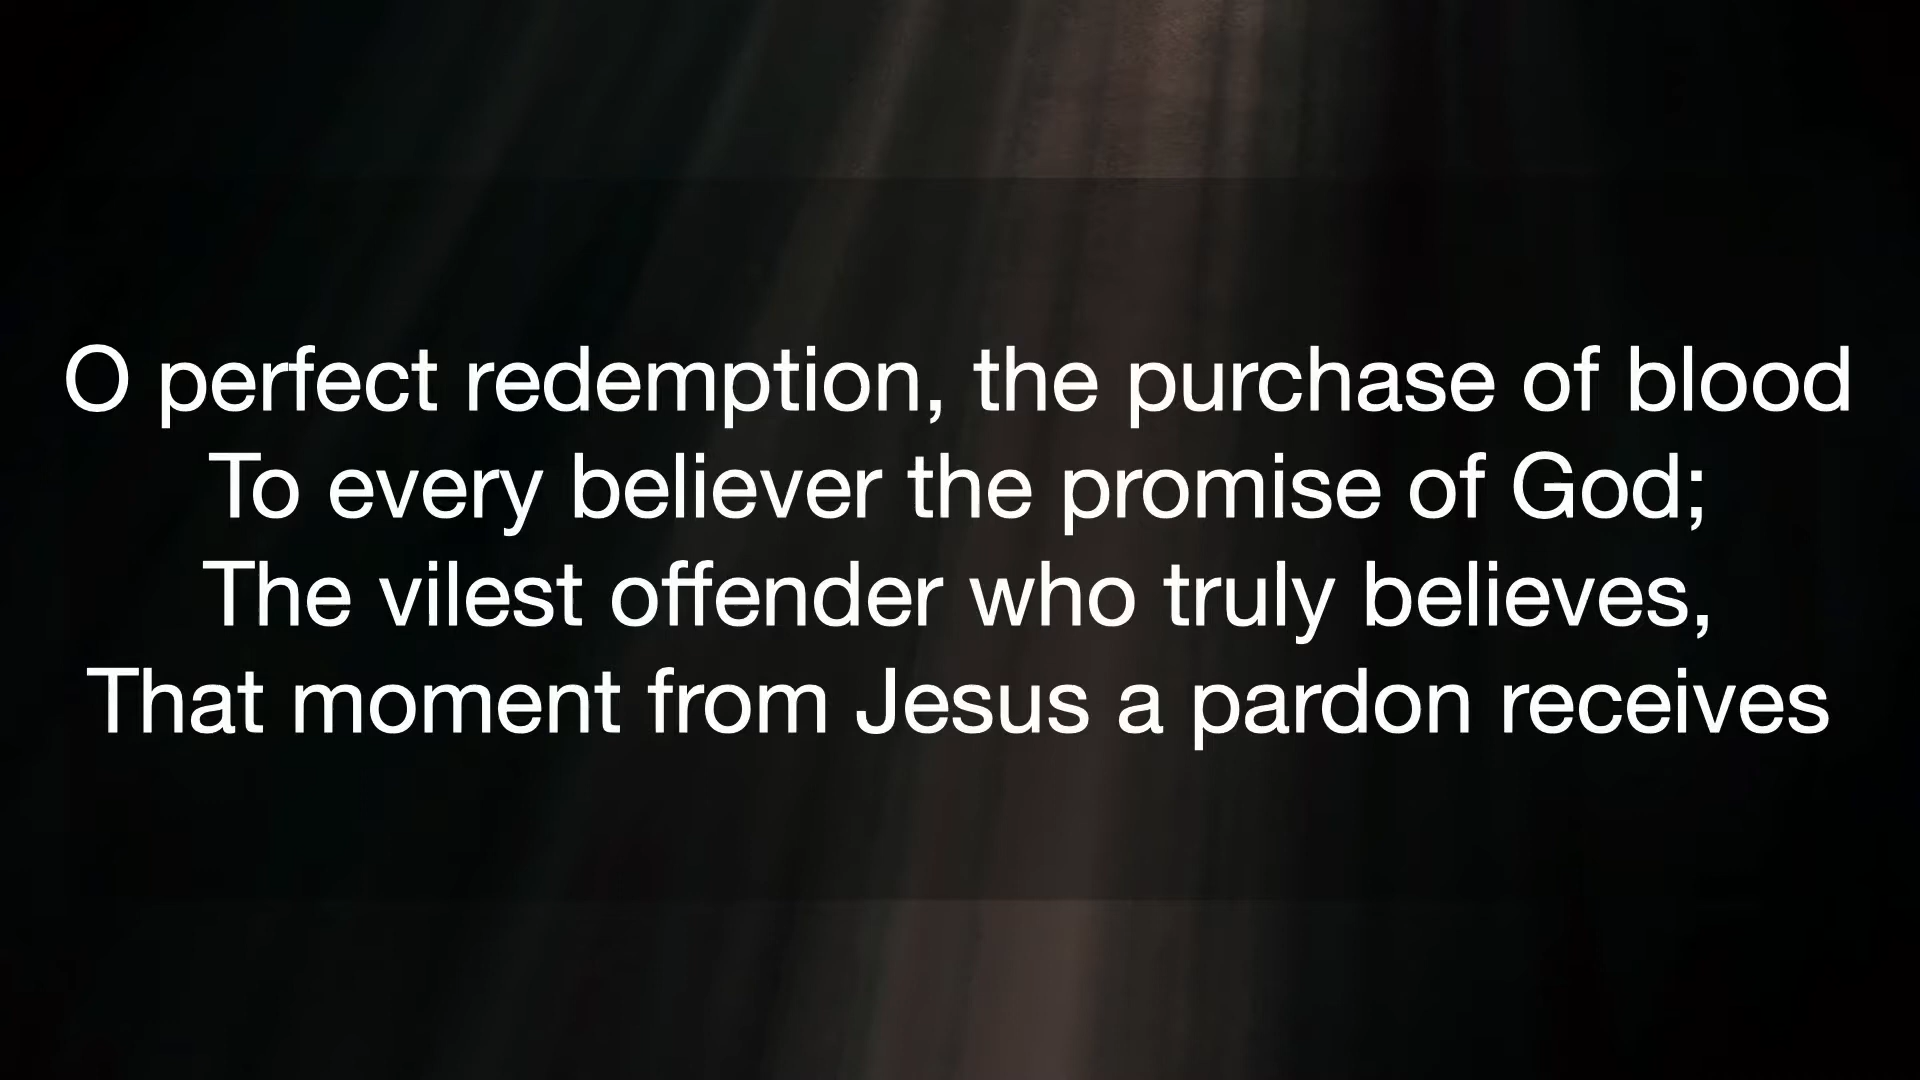 O perfect redemption, the purchase of blood
To every believer the promise of God;
The vilest offender who truly believes,
That moment from Jesus a pardon receives